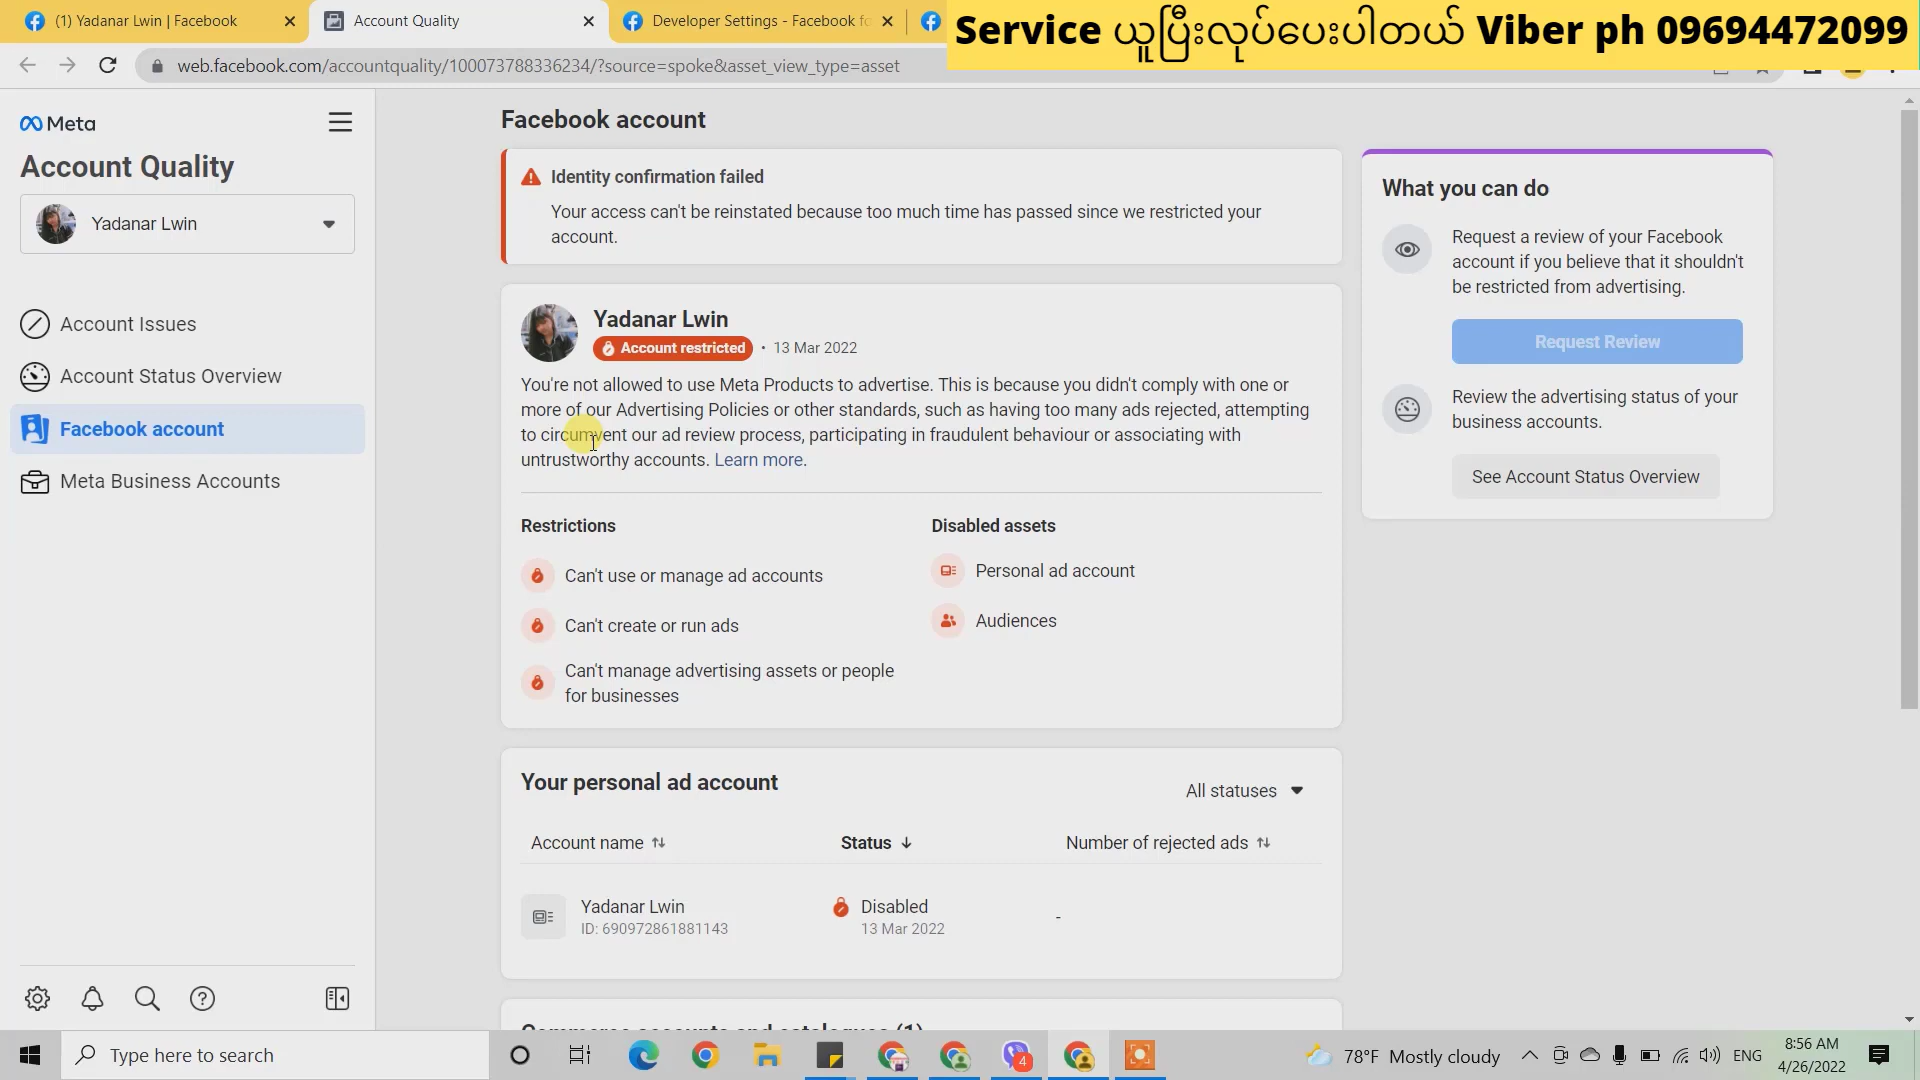 (1) Yadanar Lwin | Facebook
Account Quality
Developer Settings - Facebook fo
Service ယူပြီးလုပ်ပေးပါတယ် Viber ph 09694472099
web.facebook.com/accountquality/100073788336234/?source=spoke&asset_view_type=asset
Meta
Account Quality
Yadanar Lwin
Account Issues
Account Status Overview
Facebook account
Meta Business Accounts
Facebook account
Identity confirmation failed
Your access can't be reinstated because too much time has passed since we restricted your
account.
Yadanar Lwin
Account restricted • 13 Mar 2022
You're not allowed to use Meta Products to advertise. This is because you didn't comply with one or
more of our Advertising Policies or other standards, such as having too many ads rejected, attempting
to circumvent our ad review process, participating in fraudulent behaviour or associating with
untrustworthy accounts. Learn more.
Restrictions
Can't use or manage ad accounts
Can't create or run ads
Can't manage advertising assets or people
for businesses
Disabled assets
Personal ad account
Audiences
Your personal ad account
All statuses
Account name
Status
Number of rejected ads
Yadanar Lwin
ID: 690972861881143
Disabled
13 Mar 2022
-
Commerce accounts and catalogues (1)
What you can do
Request a review of your Facebook
account if you believe that it shouldn't
be restricted from advertising.
Request Review
Review the advertising status of your
business accounts.
See Account Status Overview
Type here to search
4
78°F Mostly cloudy
ENG
8:56 AM
4/26/2022